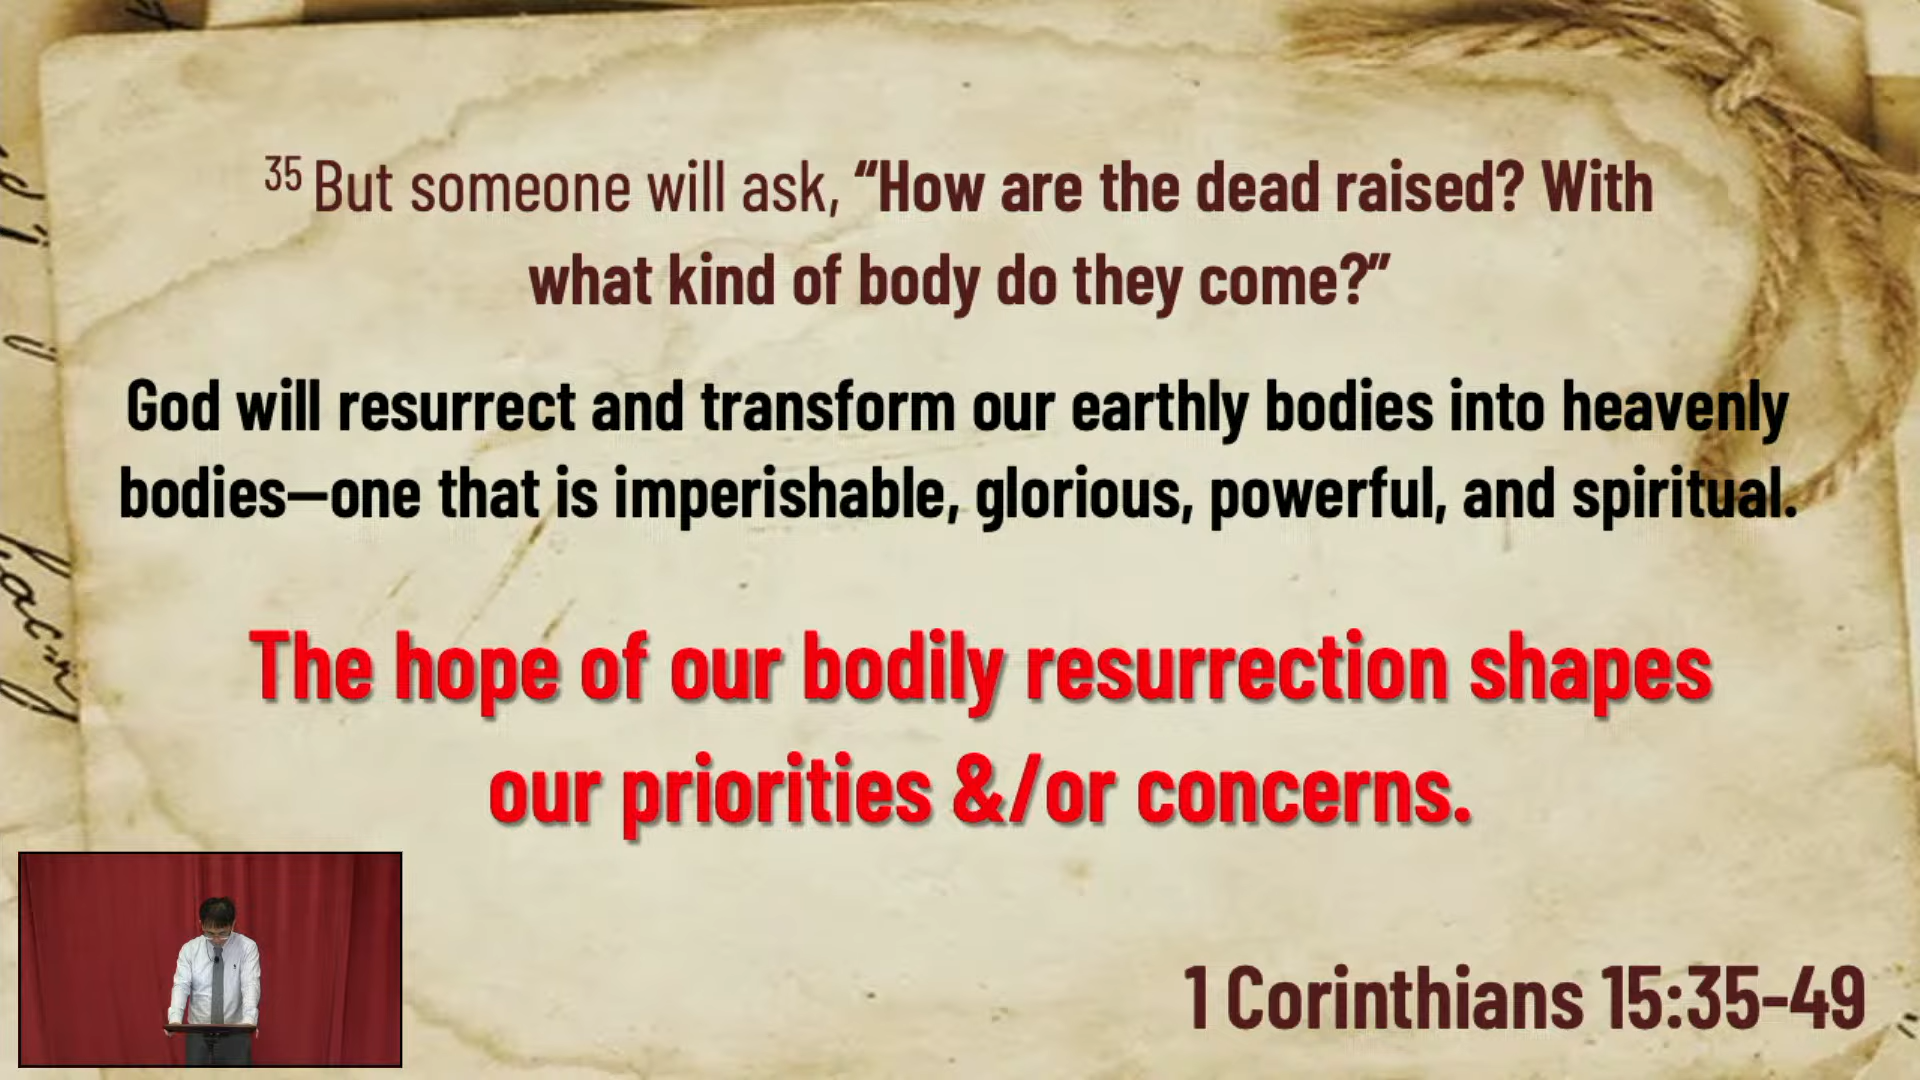 35 But someone will ask, “How are the dead raised? With
what kind of body do they come?”
God will resurrect and transform our earthly bodies into heavenly
bodies—one that is imperishable, glorious, powerful, and spiritual.
The hope of our bodily resurrection shapes
our priorities &/or concerns.
1 Corinthians 15:35-49